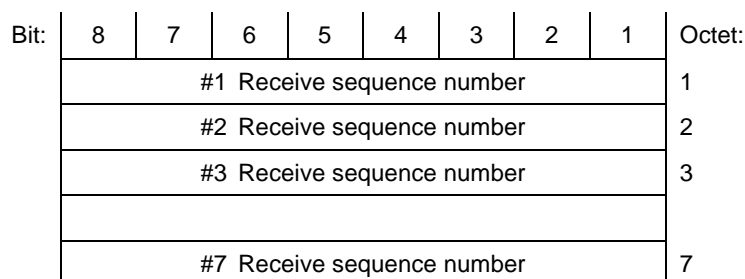 Bit: 8 7 6 5 4 3 2 1 Octet:
#1 Receive sequence number 1
#2 Receive sequence number 2
#3 Receive sequence number 3
#7 Receive sequence number 7